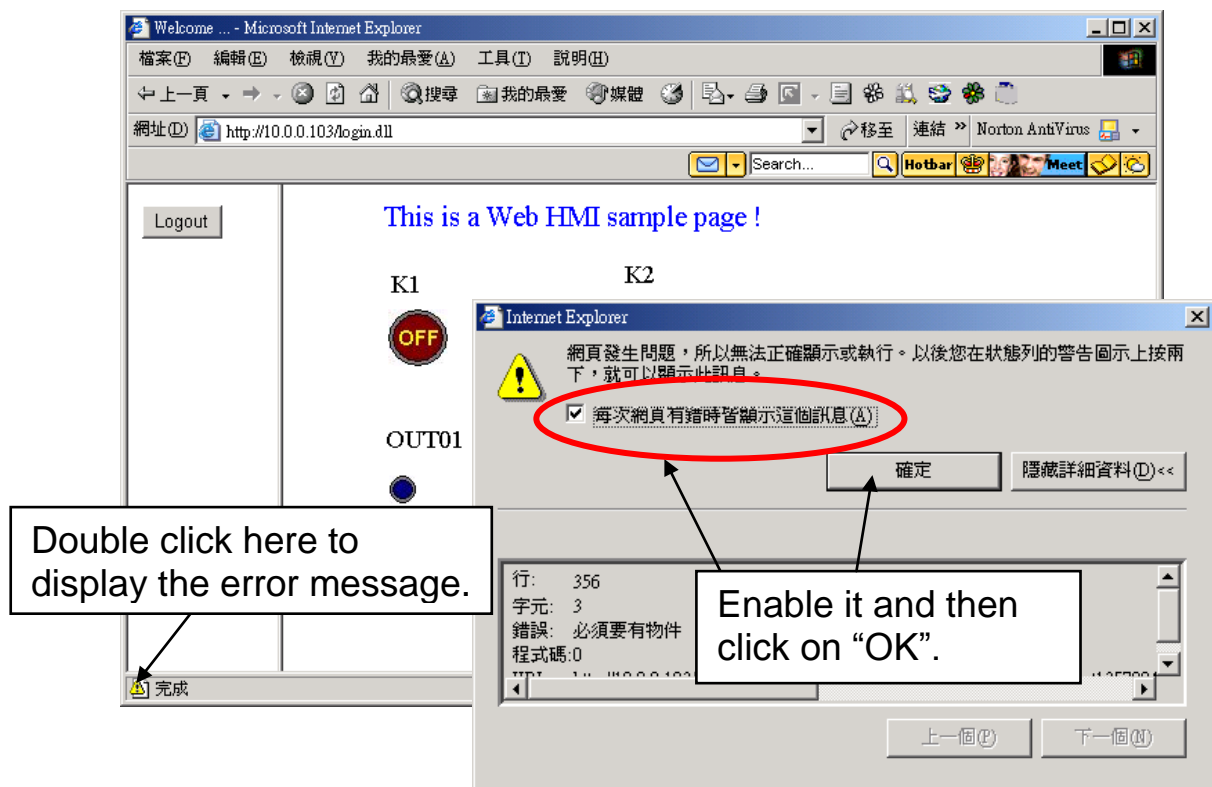 Welcome ... - Microsoft Internet Explorer
檔案(F) 編輯(E) 檢視(V) 我的最愛(A) 工具(T) 說明(H)
上一頁 搜尋 我的最愛 媒體
網址(D) http://10.0.0.103/login.dll 移至 連結 » Norton AntiVirus
Search... Hotbar Meet
Logout
This is a Web HMI sample page !
K1
K2
OFF
OUT01
完成
Double click here to
display the error message.
Internet Explorer
網頁發生問題，所以無法正確顯示或執行。以後您在狀態列的警告圖示上按兩
下，就可以顯示此訊息。
每次網頁有錯時皆顯示這個訊息(A)
確定 隱藏詳細資料(D)<<
行: 356
字元: 3
錯誤: 必須要有物件
程式碼:0
Enable it and then
click on “OK”.
上一個(P) 下一個(N)